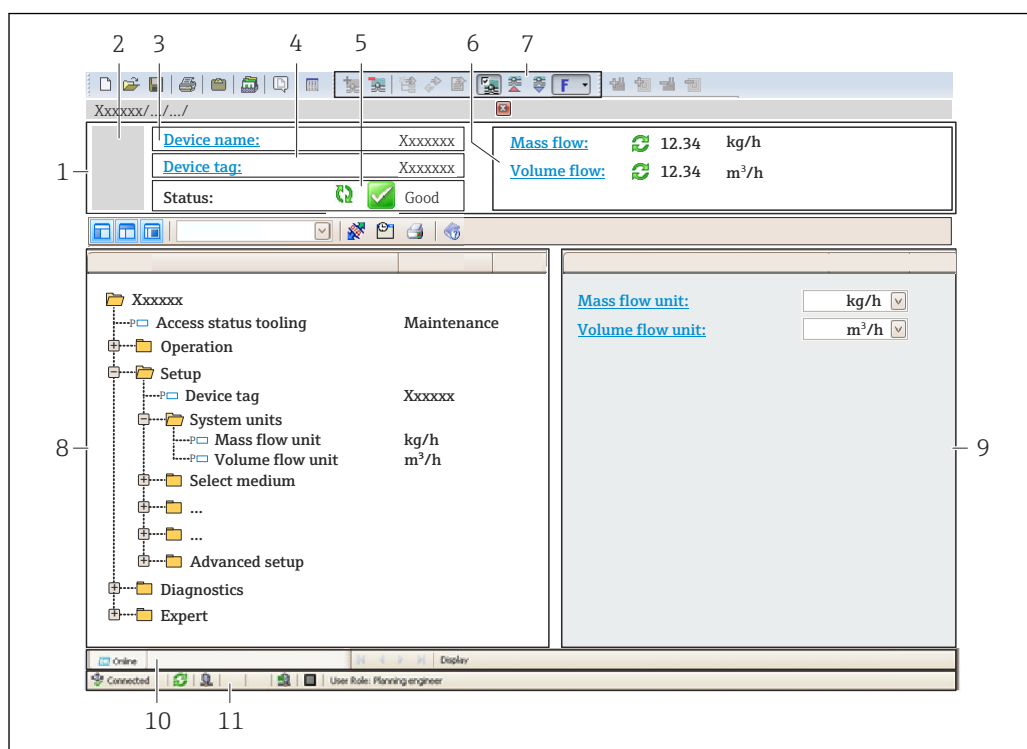 2 3 4 5 6 7
F
Xxxxxx/.../.../
1
Device name: Xxxxxxx
Device tag: Xxxxxxx
Status: Good
Mass flow: 12.34 kg/h
Volume flow: 12.34 m³/h
Xxxxxx
P Access status tooling Maintenance
Operation
Setup
P Device tag Xxxxxx
System units
P Mass flow unit kg/h
P Volume flow unit m³/h
Select medium
...
...
Advanced setup
Diagnostics
Expert
8
Mass flow unit: kg/h
Volume flow unit: m³/h
9
Online Display
Connected User Role: Planning engineer
10 11